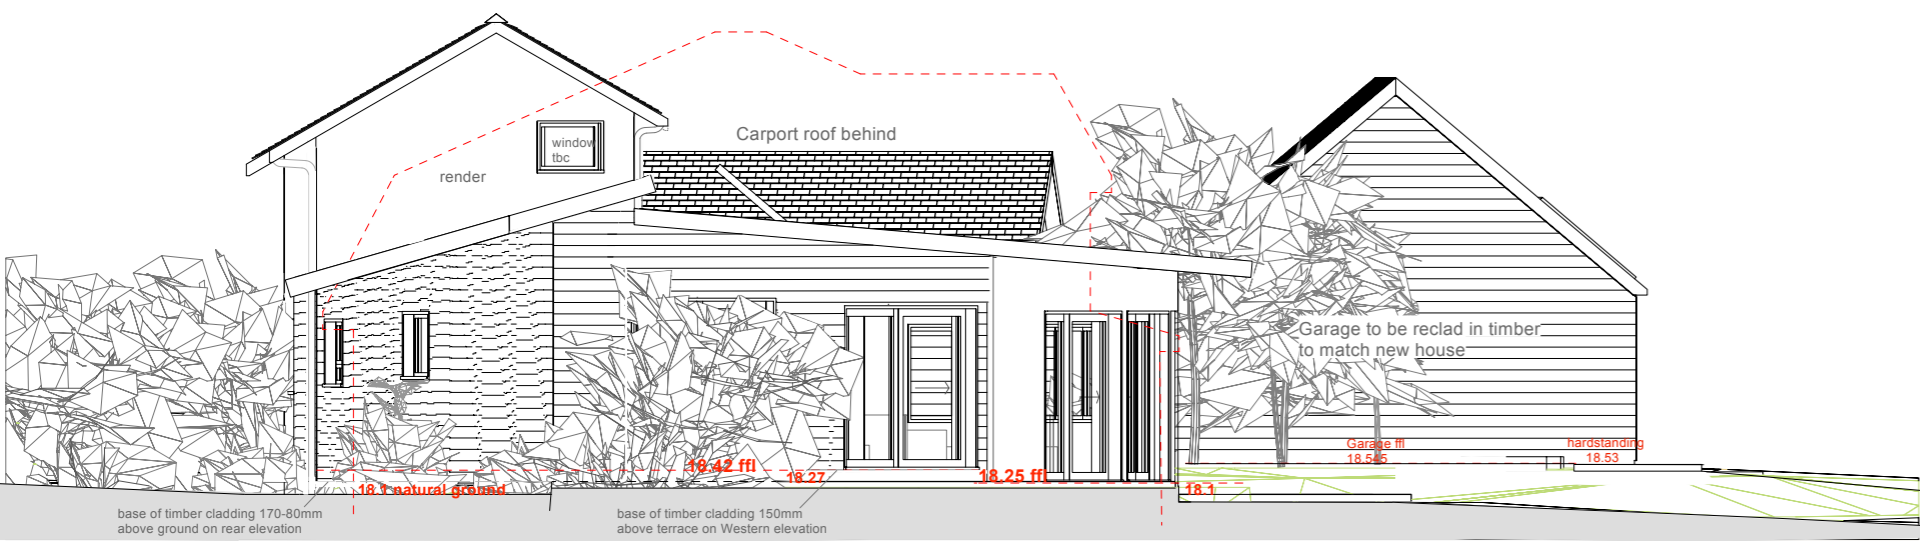 Carport roof behind
window
tbc
render
Garage to be reclad in timber
to match new house
Garage ffl
18.545
hardstanding
18.53
18.42 ffl
18.27
18.25 ffl
18.1 natural ground
18.1
base of timber cladding 170-80mm
above ground on rear elevation
base of timber cladding 150mm
above terrace on Western elevation